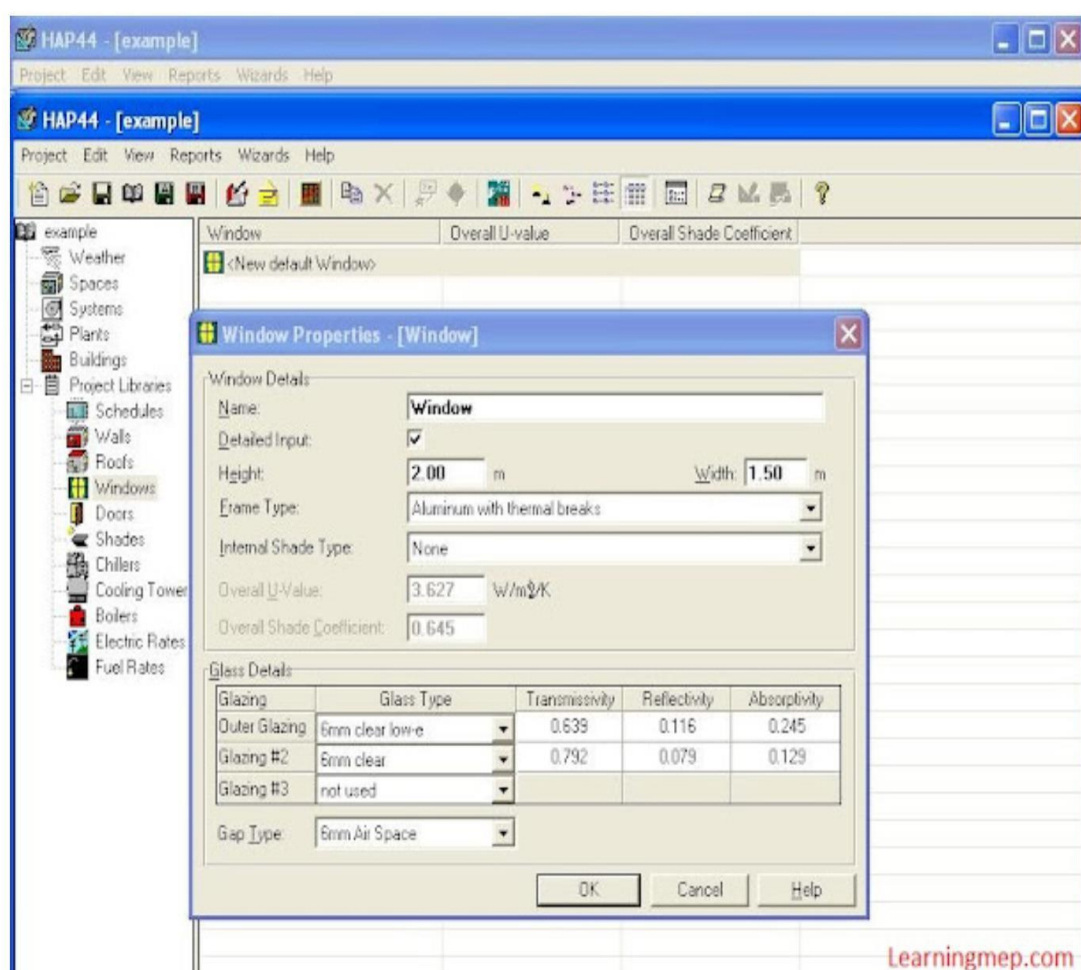 HAP44 - [example]
Project Edit View Reports Wizards Help
HAP44 - [example]
Project Edit View Reports Wizards Help
example
Weather
Spaces
Systems
Plants
Buildings
Project Libraries
Schedules
Walls
Roofs
Windows
Doors
Shades
Chillers
Cooling Tower
Boilers
Electric Rates
Fuel Rates
Window Overall U-value Overall Shade Coefficient
<New default Window>
Window Properties - [Window]
Window Details
Name: Window
Detailed Input:
Height: 2.00 m Width: 1.50 m
Frame Type: Aluminum with thermal breaks
Internal Shade Type: None
Overall U-Value: 3.627 W/m²/K
Overall Shade Coefficient: 0.645
Glass Details
Glazing Glass Type Transmissivity Reflectivity Absorptivity
Outer Glazing 6mm clear low-e 0.639 0.116 0.245
Glazing #2 6mm clear 0.792 0.079 0.129
Glazing #3 not used
Gap Type: 6mm Air Space
OK Cancel Help
Learningmep.com